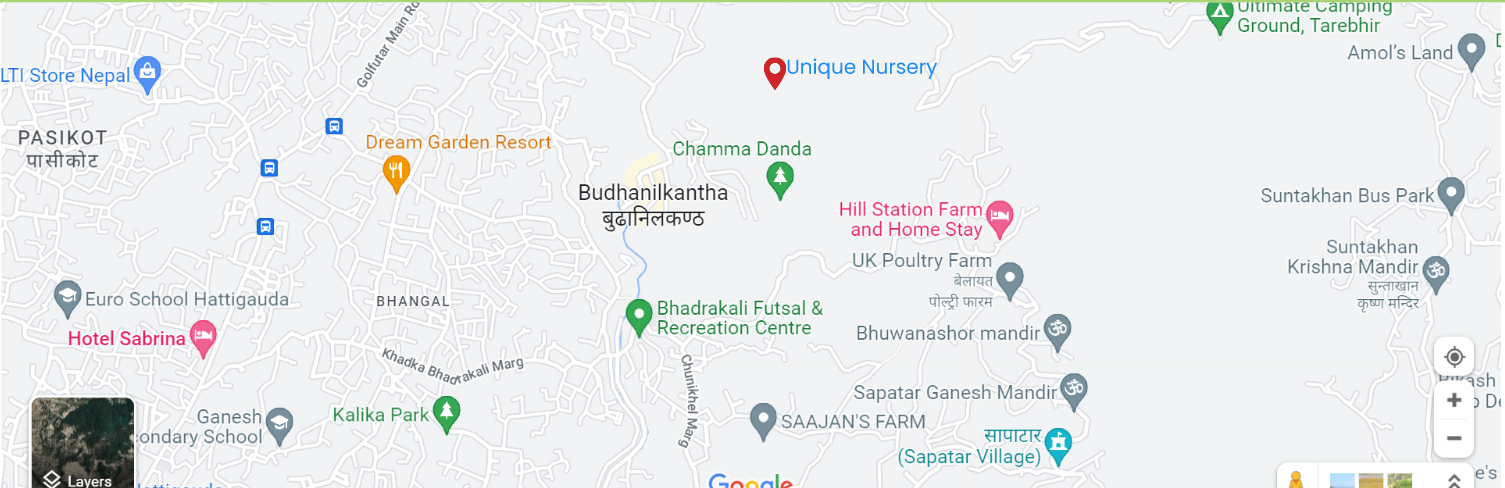 Ultimate Camping
Ground, Tarebhir
Golfutar Main Ro
Amol's Land
LTI Store Nepal
Unique Nursery
PASIKOT
पासीकोट
Dream Garden Resort
Chamma Danda
Budhanilkantha
बुढानिलकण्ठ
Suntakhan Bus Park
Hill Station Farm
and Home Stay
Suntakhan
Krishna Mandir
सुन्ताखान
कृष्ण मन्दिर
UK Poultry Farm
बेलायत
पोल्ट्री फारम
Euro School Hattigauda
BHANGAL
Bhadrakali Futsal &
Recreation Centre
Hotel Sabrina
Bhuwanashor mandir
Khadka Bhadrakali Marg
Chunikhel Marg
Sapatar Ganesh Mandir
Kalika Park
Ganesh
condary School
SAAJAN'S FARM
सापाटार
(Sapatar Village)
Layers
Google